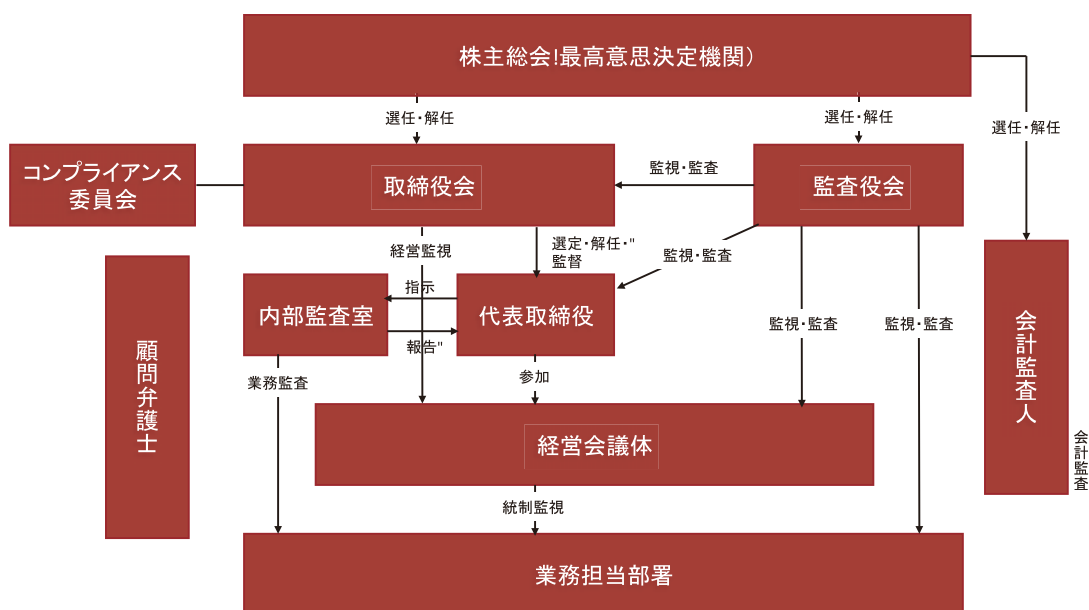 株主総会!最高意思決定機関）
選任・解任
選任・解任
選任・解任
コンプライアンス
委員会
取締役会
監視・監査
監査役会
経営監視
選定・解任・"
監督
監視・監査
指示
内部監査室
代表取締役
報告"
監視・監査
監視・監査
会計監査人
顧問弁護士
業務監査
参加
経営会議体
会計監査
統制監視
業務担当部署